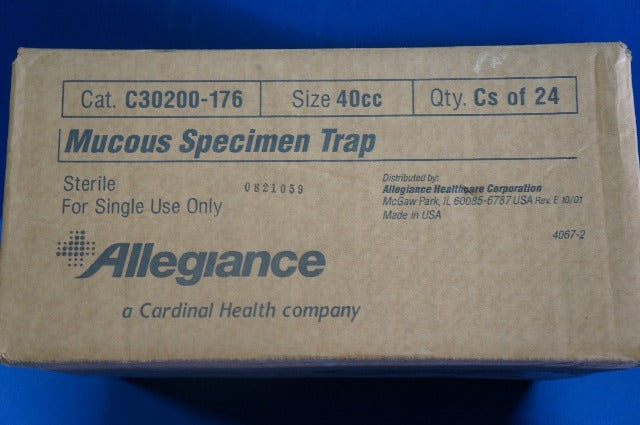 Cat. C30200-176 Size 40cc Qty. Cs of 24
Mucous Specimen Trap
Sterile
For Single Use Only
0821059
Distributed by:
Allegiance Healthcare Corporation
McGaw Park, IL 60085-6787 USA Rev. E 10/01
Made in USA
4067-2
Allegiance
a Cardinal Health company